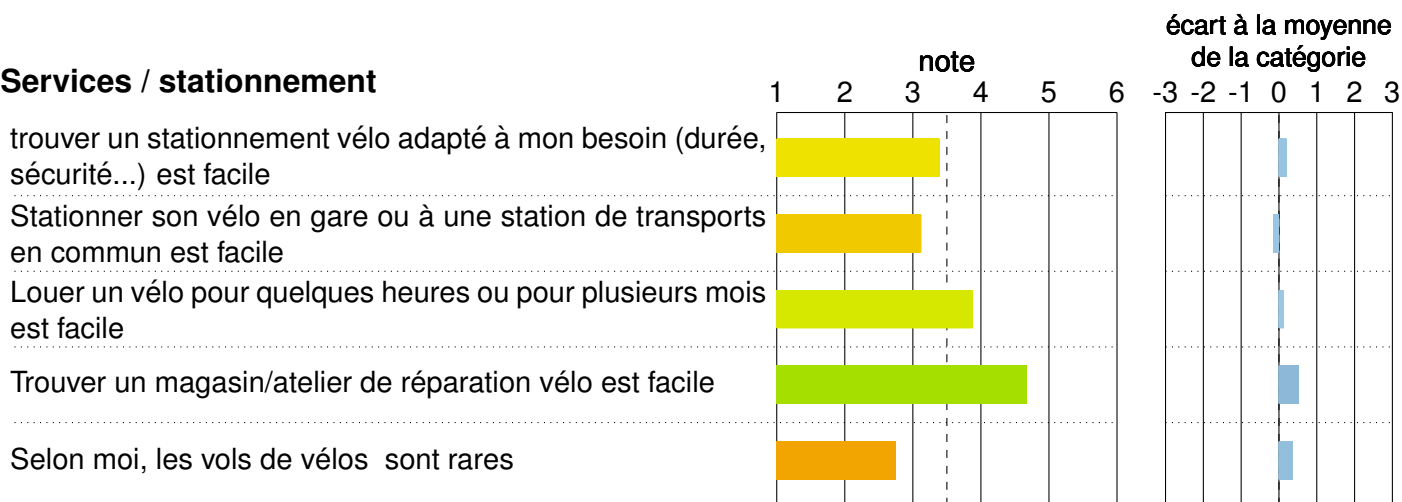 écart à la moyenne
de la catégorie
note
Services / stationnement
1 2 3 4 5 6 -3 -2 -1 0 1 2 3
trouver un stationnement vélo adapté à mon besoin (durée,
sécurité...) est facile
Stationner son vélo en gare ou à une station de transports
en commun est facile
Louer un vélo pour quelques heures ou pour plusieurs mois
est facile
Trouver un magasin/atelier de réparation vélo est facile
Selon moi, les vols de vélos sont rares